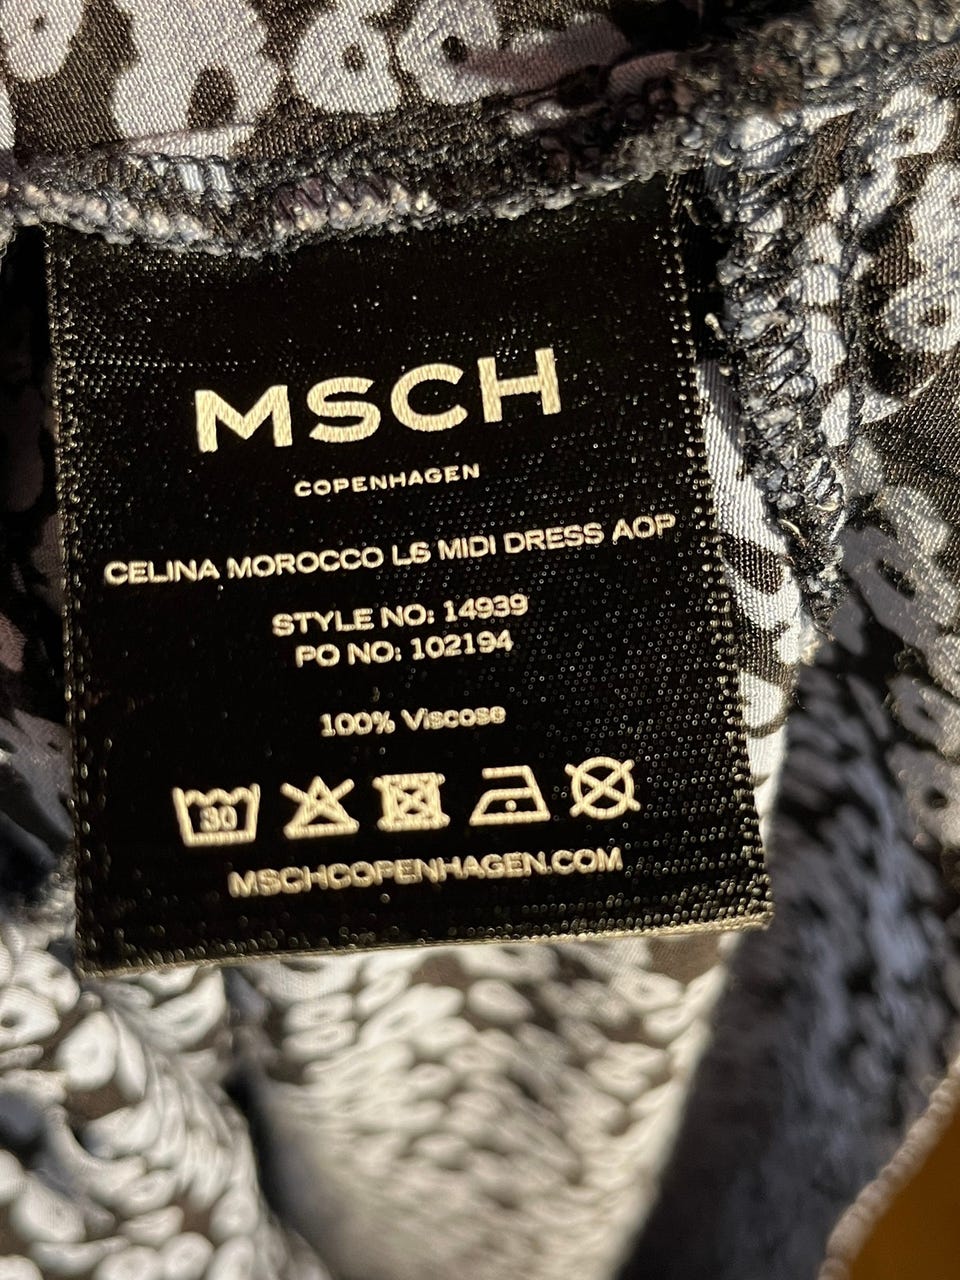 MSCH
COPENHAGEN
CELINA MOROCCO LS MIDI DRESS AOP
STYLE NO: 14939
PO NO: 102194
100% Viscose
30
MSCHCOPENHAGEN.COM